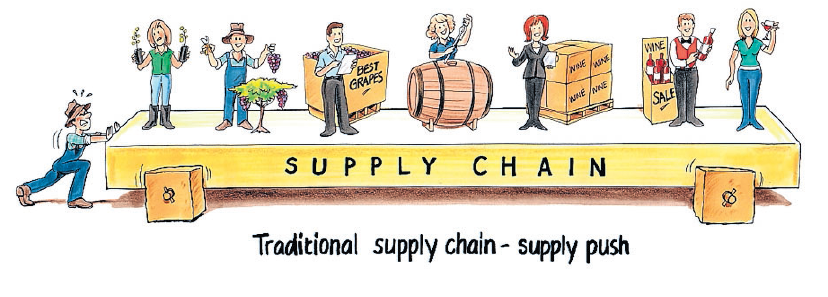 BEST
GRAPES
WINE WINE
WINE WINE
WINE
SALE
SUPPLY CHAIN
Traditional supply chain - supply push